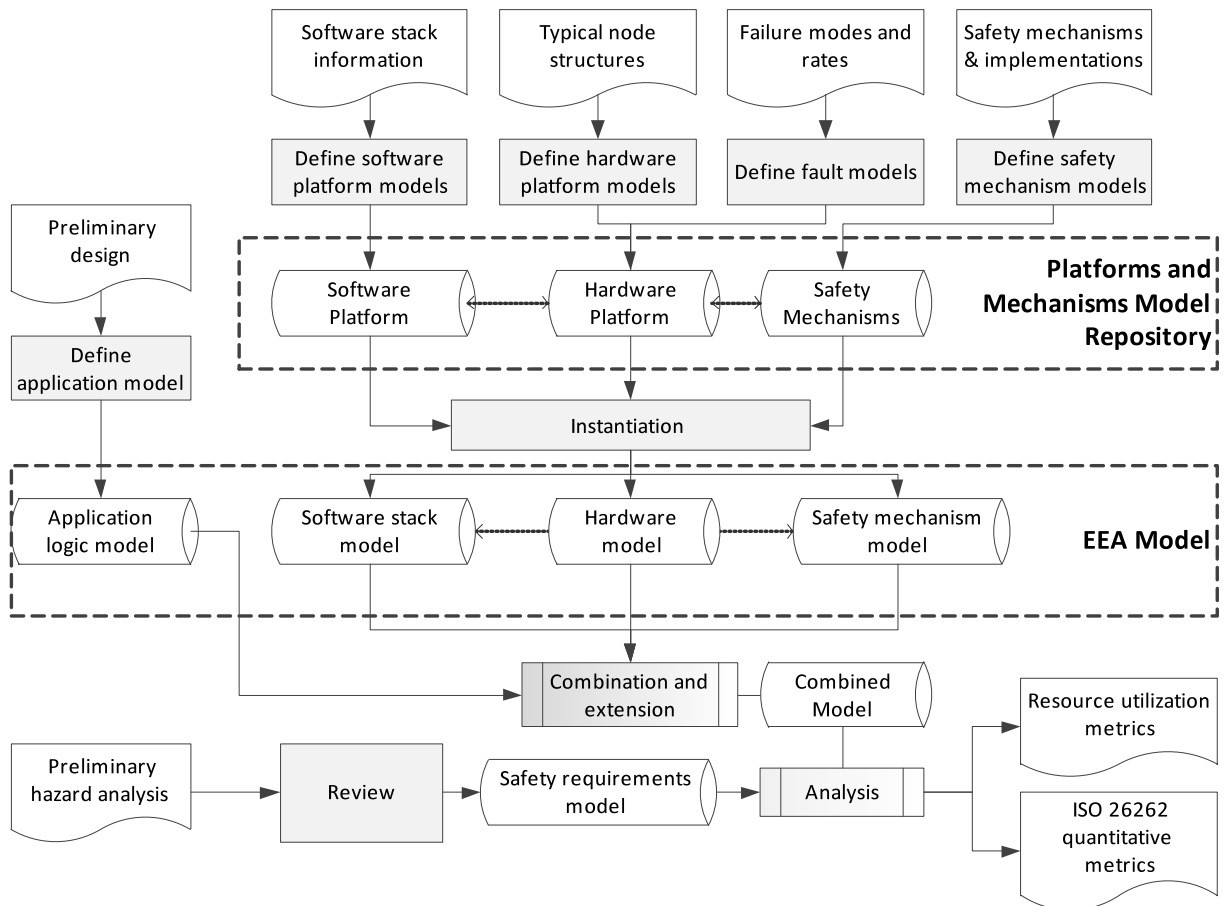 Software stack
information
Typical node
structures
Failure modes and
rates
Safety mechanisms
& implementations
Define software
platform models
Define hardware
platform models
Define fault models
Define safety
mechanism models
Preliminary
design
Software
Platform
Hardware
Platform
Safety
Mechanisms
Platforms and
Mechanisms Model
Repository
Define
application model
Instantiation
Application
logic model
Software stack
model
Hardware
model
Safety mechanism
model
EEA Model
Combination and
extension
Combined
Model
Resource utilization
metrics
Preliminary
hazard analysis
Review
Safety requirements
model
Analysis
ISO 26262
quantitative
metrics